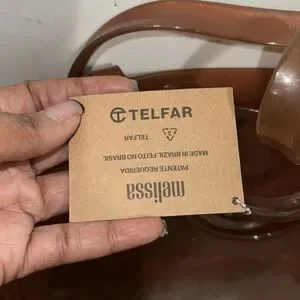 TELFAR
TELFAR
MADE IN BRAZIL/FEITO NO BRASIL
PATENTE REQUERIDA
melissa